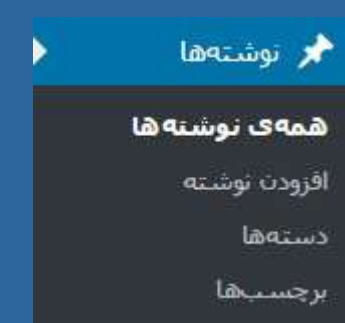 نوشته‌ها
همه‌ی نوشته‌ها
افزودن نوشته
دسته‌ها
برچسب‌ها